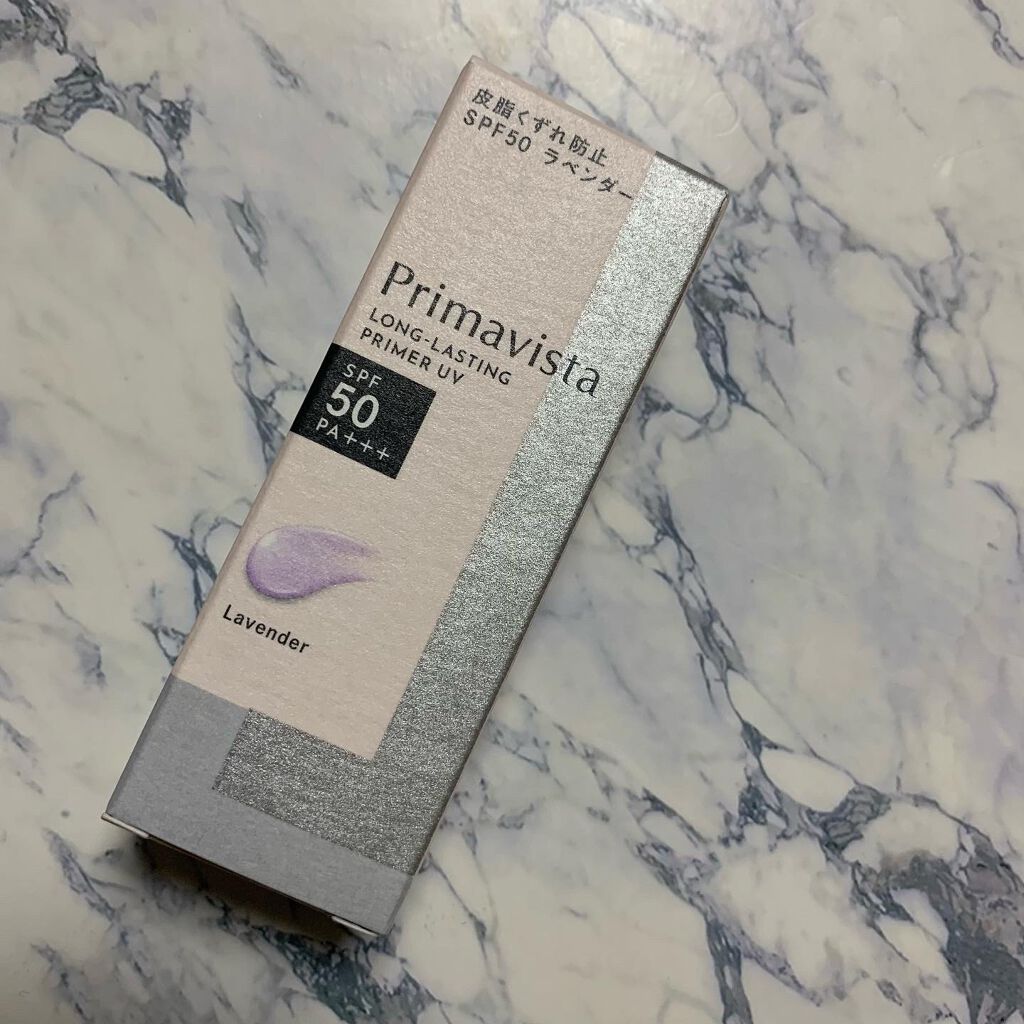 皮脂くずれ防止
SPF50 ラベンダー
Primavista
LONG-LASTING
PRIMER UV
SPF
50
PA+++
Lavender